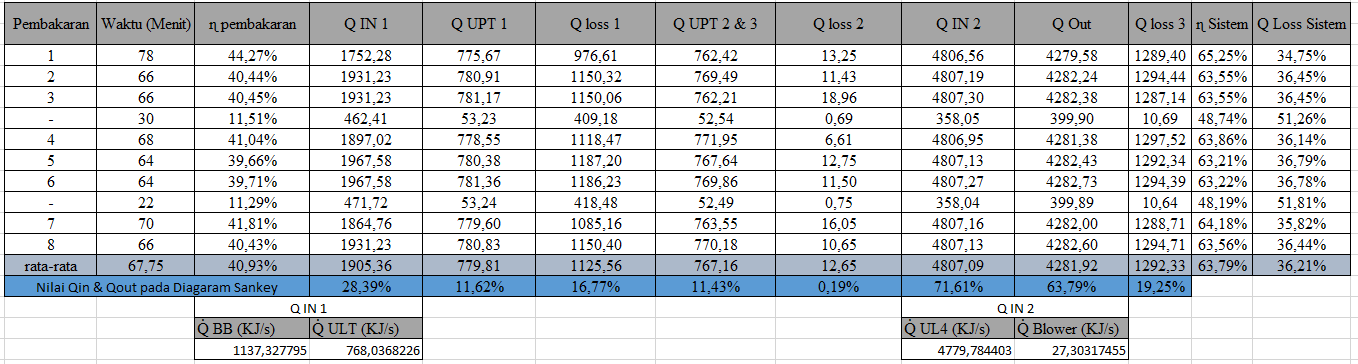 Pembakaran Waktu (Menit) ɳ pembakaran Q IN 1 Q UPT 1 Q loss 1 Q UPT 2 & 3 Q loss 2 Q IN 2 Q Out Q loss 3 ɳ Sistem Q Loss Sistem
1 78 44,27% 1752,28 775,67 976,61 762,42 13,25 4806,56 4279,58 1289,40 65,25% 34,75%
2 66 40,44% 1931,23 780,91 1150,32 769,49 11,43 4807,19 4282,24 1294,44 63,55% 36,45%
3 66 40,45% 1931,23 781,17 1150,06 762,21 18,96 4807,30 4282,38 1287,14 63,55% 36,45%
- 30 11,51% 462,41 53,23 409,18 52,54 0,69 358,05 399,90 10,69 48,74% 51,26%
4 68 41,04% 1897,02 778,55 1118,47 771,95 6,61 4806,95 4281,38 1297,52 63,86% 36,14%
5 64 39,66% 1967,58 780,38 1187,20 767,64 12,75 4807,13 4282,43 1292,34 63,21% 36,79%
6 64 39,71% 1967,58 781,36 1186,23 769,86 11,50 4807,27 4282,73 1294,39 63,22% 36,78%
- 22 11,29% 471,72 53,24 418,48 52,49 0,75 358,04 399,89 10,64 48,19% 51,81%
7 70 41,81% 1864,76 779,60 1085,16 763,55 16,05 4807,16 4282,00 1288,71 64,18% 35,82%
8 66 40,43% 1931,23 780,83 1150,40 770,18 10,65 4807,13 4282,60 1294,71 63,56% 36,44%
rata-rata 67,75 40,93% 1905,36 779,81 1125,56 767,16 12,65 4807,09 4281,92 1292,33 63,79% 36,21%
Nilai Qin & Qout pada Diagaram Sankey 28,39% 11,62% 16,77% 11,43% 0,19% 71,61% 63,79% 19,25%
Q IN 1 Q IN 2
Q̇ BB (KJ/s) Q̇ ULT (KJ/s) Q̇ UL4 (KJ/s) Q̇ Blower (KJ/s)
1137,327795 768,0368226 4779,784403 27,30317455